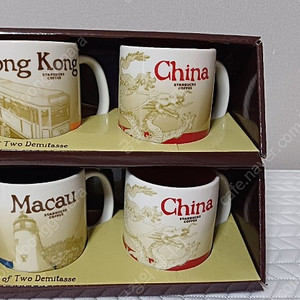 ong Kong
STARBUCKS
COFFEE
China
STARBUCKS
COFFEE
of Two Demitasse
Macau
STARBUCKS
COFFEE
China
STARBUCKS
COFFEE
of Two Demitasse